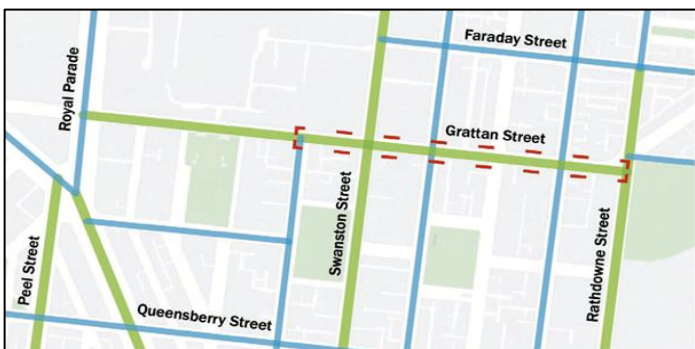 Faraday Street
Royal Parade
Grattan Street
Swanston Street
Rathdowne Street
Peel Street
Queensberry Street